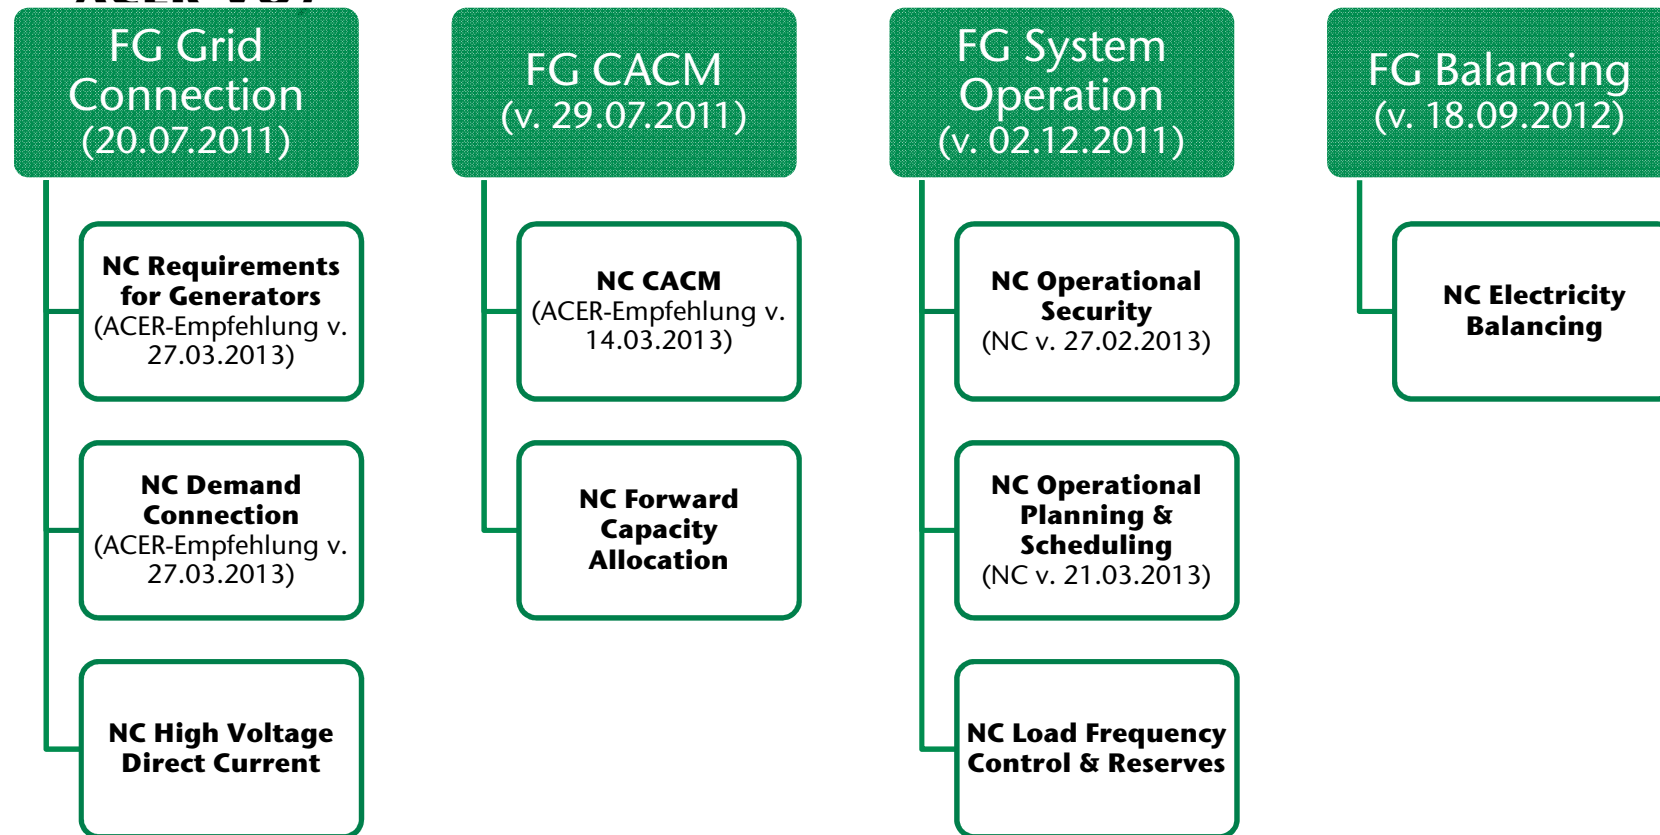 FG Grid
Connection
(20.07.2011)
NC Requirements
for Generators
(ACER-Empfehlung v.
27.03.2013)
NC Demand
Connection
(ACER-Empfehlung v.
27.03.2013)
NC High Voltage
Direct Current
FG CACM
(v. 29.07.2011)
NC CACM
(ACER-Empfehlung v.
14.03.2013)
NC Forward
Capacity
Allocation
FG System
Operation
(v. 02.12.2011)
NC Operational
Security
(NC v. 27.02.2013)
NC Operational
Planning &
Scheduling
(NC v. 21.03.2013)
NC Load Frequency
Control & Reserves
FG Balancing
(v. 18.09.2012)
NC Electricity
Balancing